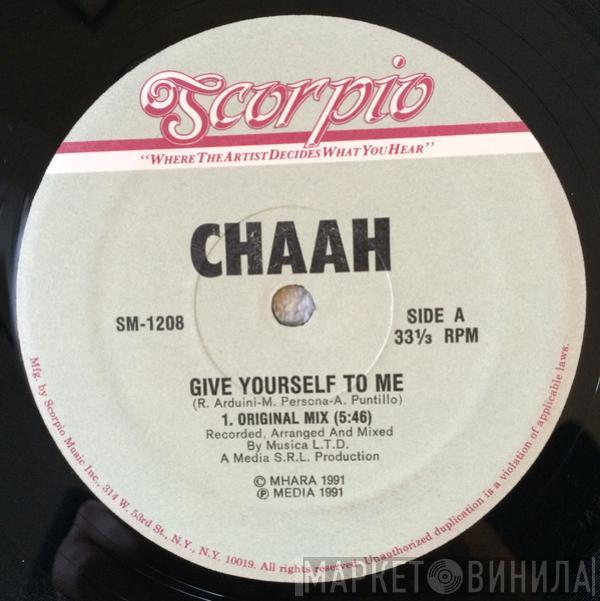 Scorpio
"WHERE THE ARTIST DECIDES WHAT YOU HEAR"
CHAAH
SM-1208
SIDE A
33⅓ RPM
GIVE YOURSELF TO ME
(R. Arduini-M. Persona-A. Puntillo)
1. ORIGINAL MIX (5:46)
Recorded, Arranged And Mixed
By Musica L.T.D.
A Media S.R.L. Production
© MHARA 1991
℗ MEDIA 1991
Mfg. by Scorpio Music Inc., 314 W. 53rd St., N.Y., N.Y. 10019. All rights reserved. Unauthorized duplication is a violation of applicable laws.
МАРКЕТ ВИНИЛА